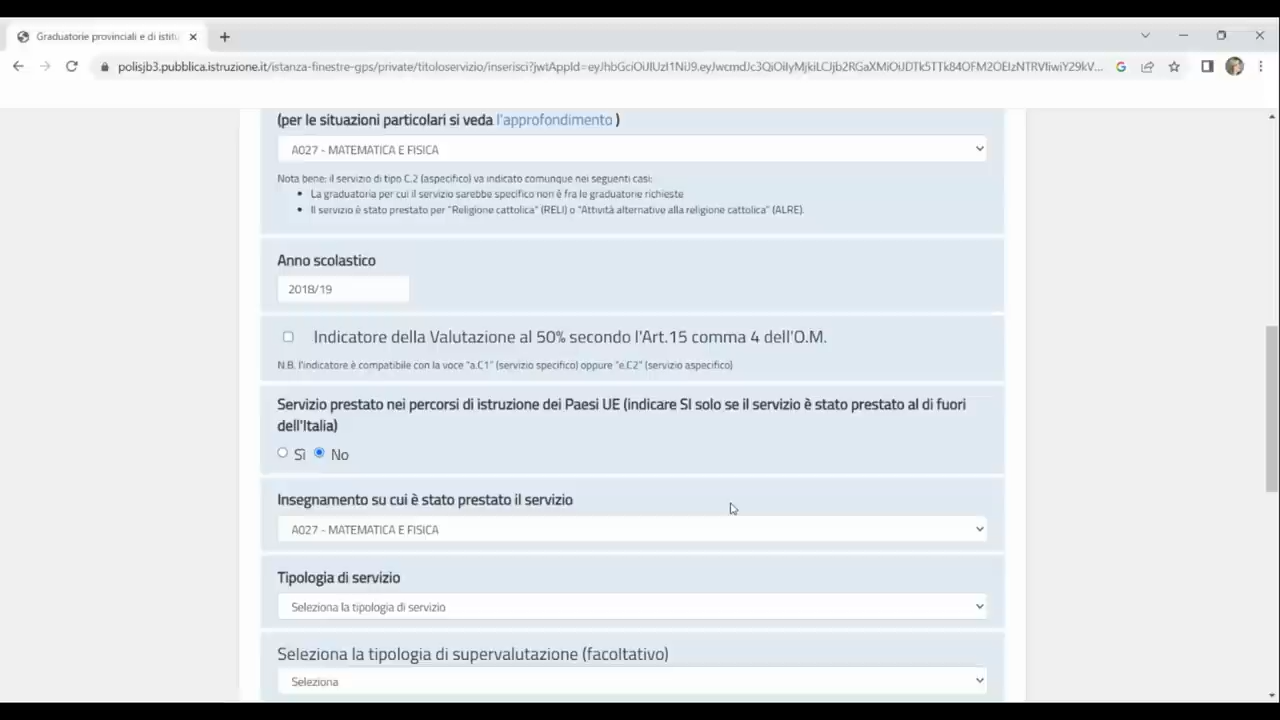 Graduatorie provinciali e di istitu
polisjb3.pubblica.istruzione.it/istanza-finestre-gps/private/titoloservizio/inserisci?jwtAppId=
(per le situazioni particolari si veda l'approfondimento )
A027 - MATEMATICA E FISICA
Nota bene: il servizio di tipo C.2 (aspecifico) va indicato comunque nei seguenti casi:
• La graduatoria per cui il servizio sarebbe specifico non è fra le graduatorie richieste
• Il servizio è stato prestato per "Religione cattolica" (RELI) o "Attività alternative alla religione cattolica" (ALRE).
Anno scolastico
2018/19
Indicatore della Valutazione al 50% secondo l'Art.15 comma 4 dell'O.M.
N.B. l'indicatore è compatibile con la voce "a.C1" (servizio specifico) oppure "e.C2" (servizio aspecifico)
Servizio prestato nei percorsi di istruzione dei Paesi UE (indicare SI solo se il servizio è stato prestato al di fuori
dell'Italia)
Sì No
Insegnamento su cui è stato prestato il servizio
A027 - MATEMATICA E FISICA
Tipologia di servizio
Seleziona la tipologia di servizio
Seleziona la tipologia di supervalutazione (facoltativo)
Seleziona